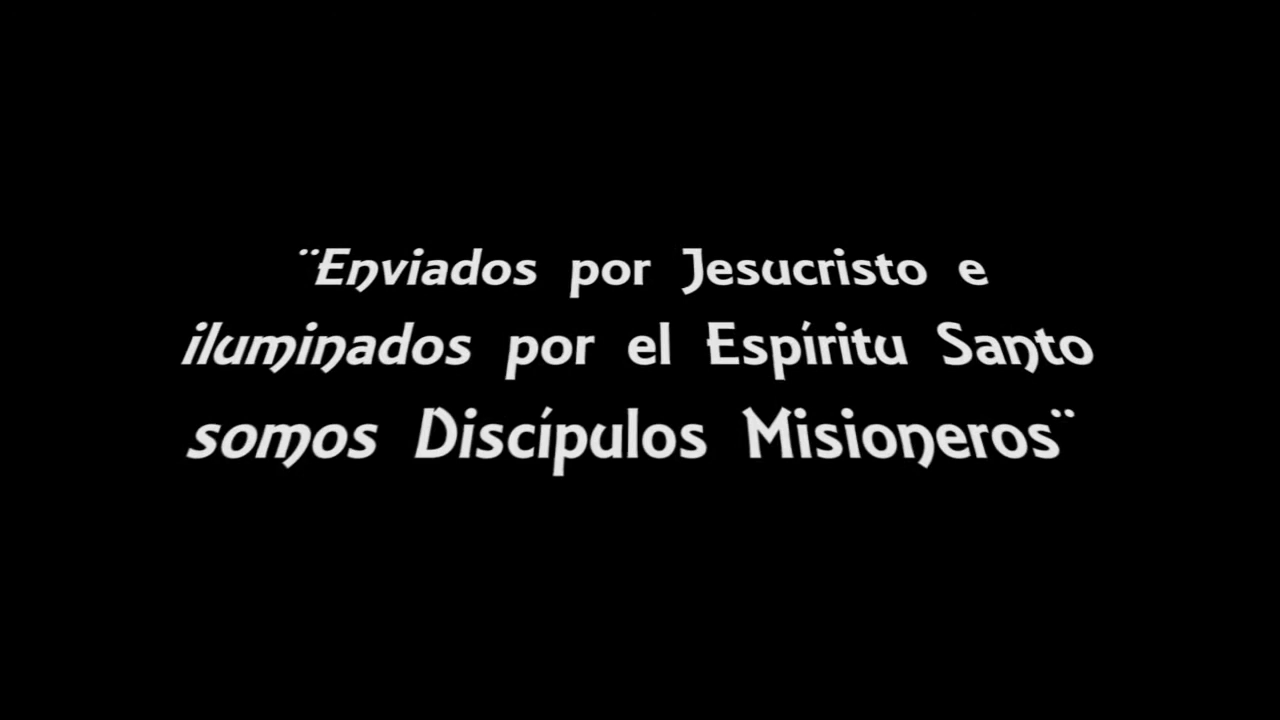 ¨Enviados por Jesucristo e
iluminados por el Espíritu Santo
somos Discípulos Misioneros¨